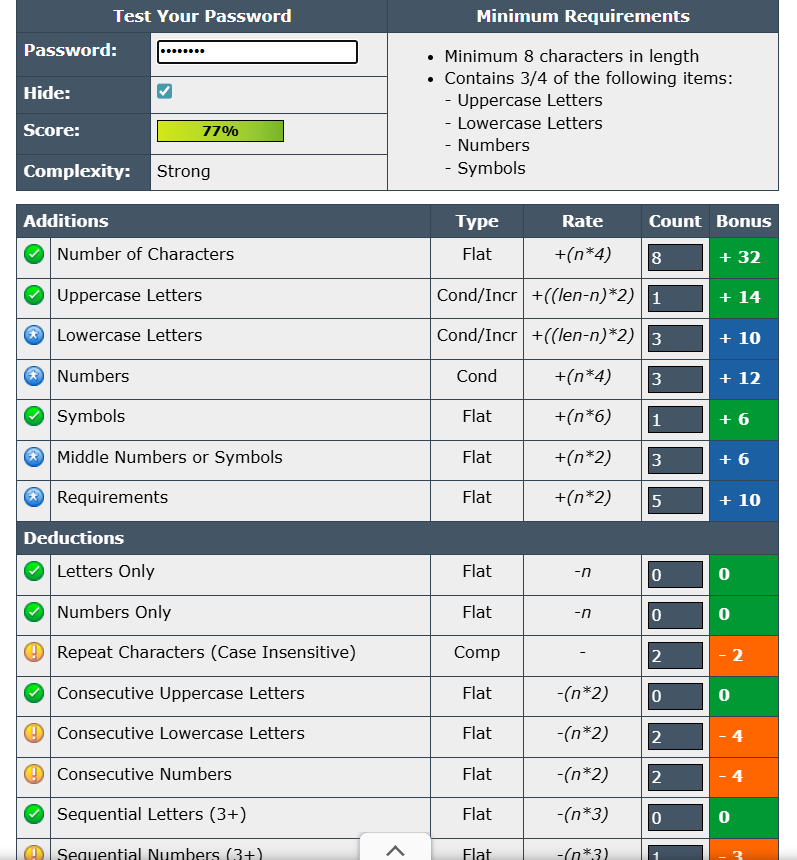 Test Your Password Minimum Requirements
Password: ••••••••
Hide:
Score: 77%
Complexity: Strong
• Minimum 8 characters in length
• Contains 3/4 of the following items:
- Uppercase Letters
- Lowercase Letters
- Numbers
- Symbols
Additions Type Rate Count Bonus
Number of Characters Flat +(n*4) 8 + 32
Uppercase Letters Cond/Incr +((len-n)*2) 1 + 14
Lowercase Letters Cond/Incr +((len-n)*2) 3 + 10
Numbers Cond +(n*4) 3 + 12
Symbols Flat +(n*6) 1 + 6
Middle Numbers or Symbols Flat +(n*2) 3 + 6
Requirements Flat +(n*2) 5 + 10
Deductions
Letters Only Flat -n 0 0
Numbers Only Flat -n 0 0
Repeat Characters (Case Insensitive) Comp - 2 - 2
Consecutive Uppercase Letters Flat -(n*2) 0 0
Consecutive Lowercase Letters Flat -(n*2) 2 - 4
Consecutive Numbers Flat -(n*2) 2 - 4
Sequential Letters (3+) Flat -(n*3) 0 0
Sequential Numbers (3+) Flat -(n*3) 1 - 3